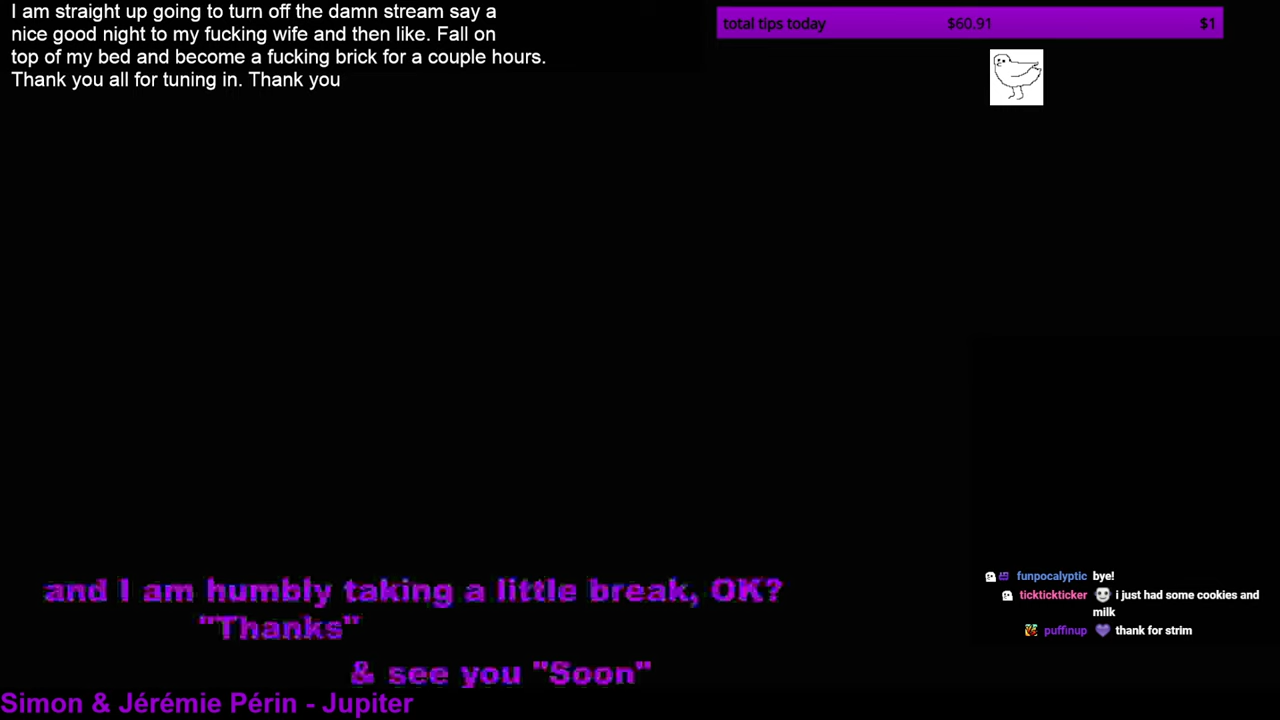 I am straight up going to turn off the damn stream say a
nice good night to my fucking wife and then like. Fall on
top of my bed and become a fucking brick for a couple hours.
Thank you all for tuning in. Thank you
total tips today $60.91 $1
and I am humbly taking a little break, OK?
"Thanks"
& see you "Soon"
funpocalyptic bye!
ticktickticker i just had some cookies and
milk
puffinup thank for strim
Simon & Jérémie Périn - Jupiter